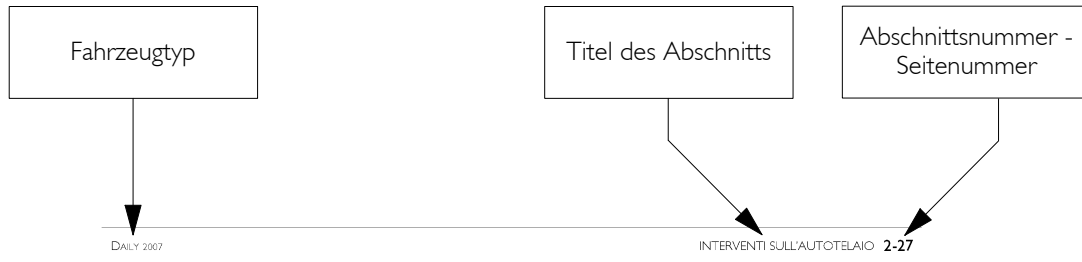 Fahrzeugtyp
Titel des Abschnitts
Abschnittsnummer -
Seitenummer
DAILY 2007
INTERVENTI SULL'AUTOTELAIO 2-27